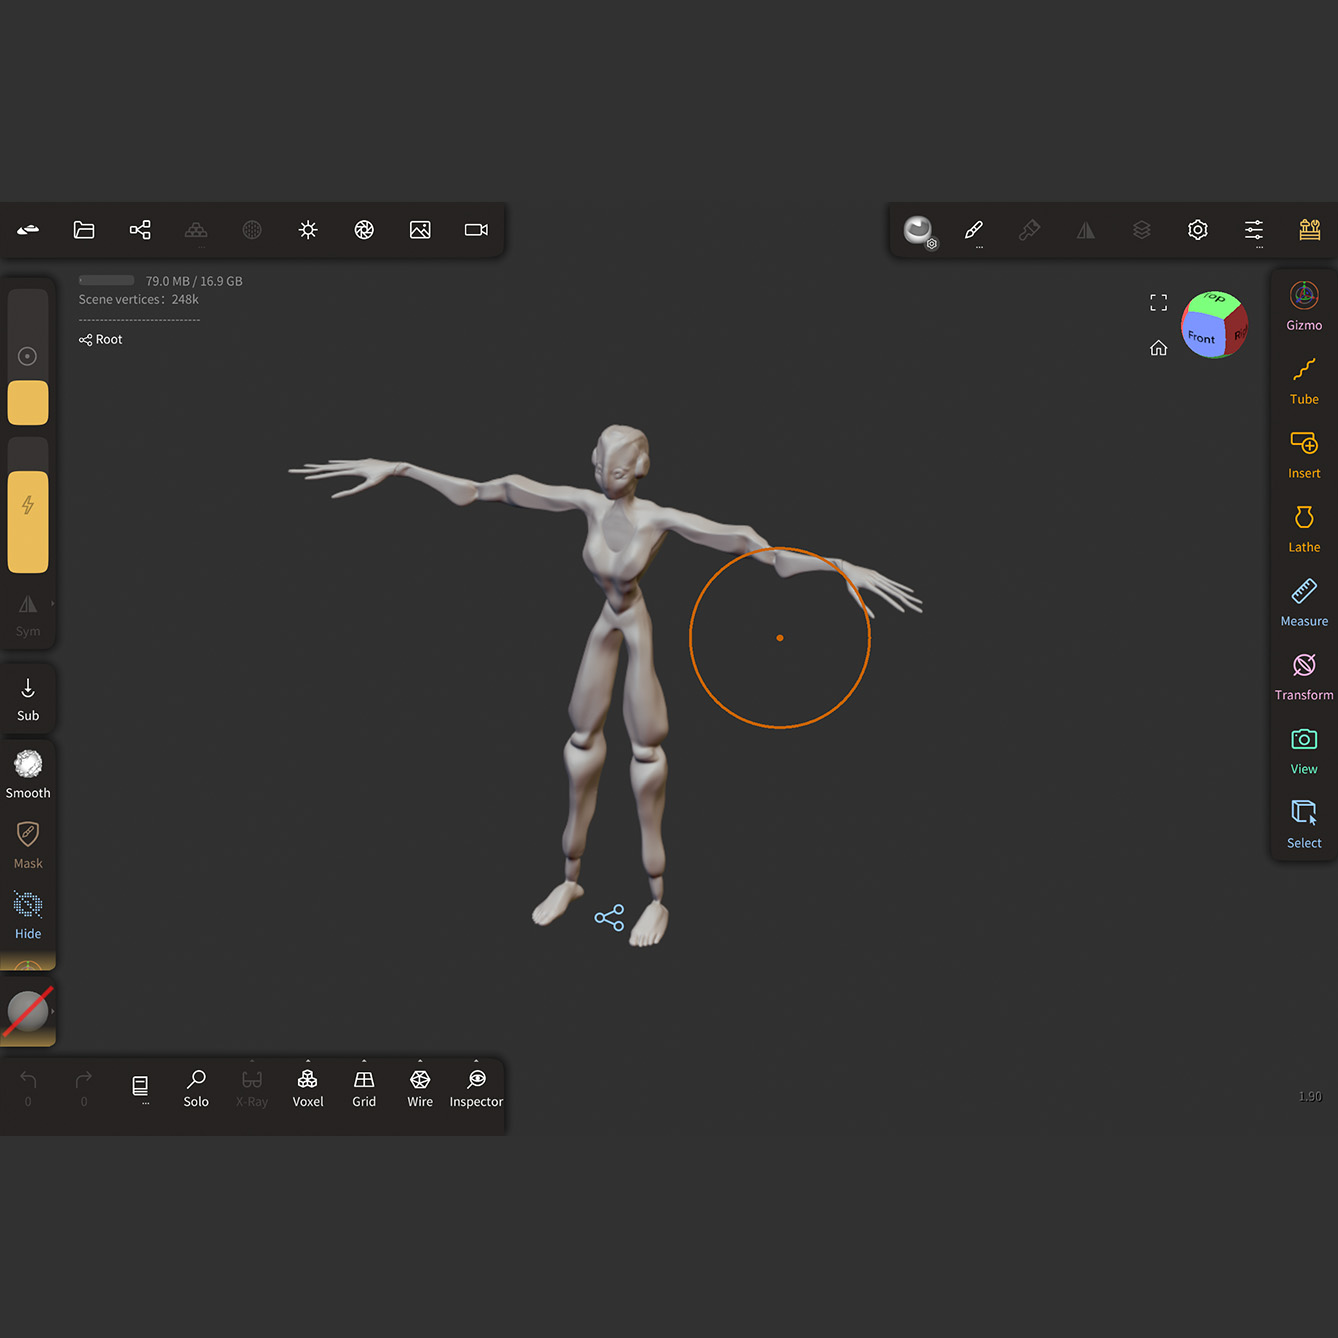 79.0 MB / 16.9 GB
Scene vertices: 248k
Root
Top
Front
Gizmo
Tube
Insert
Lathe
Measure
Transform
View
Select
Sym
Sub
Smooth
Mask
Hide
0
0
Solo
X-Ray
Voxel
Grid
Wire
Inspector
1.90